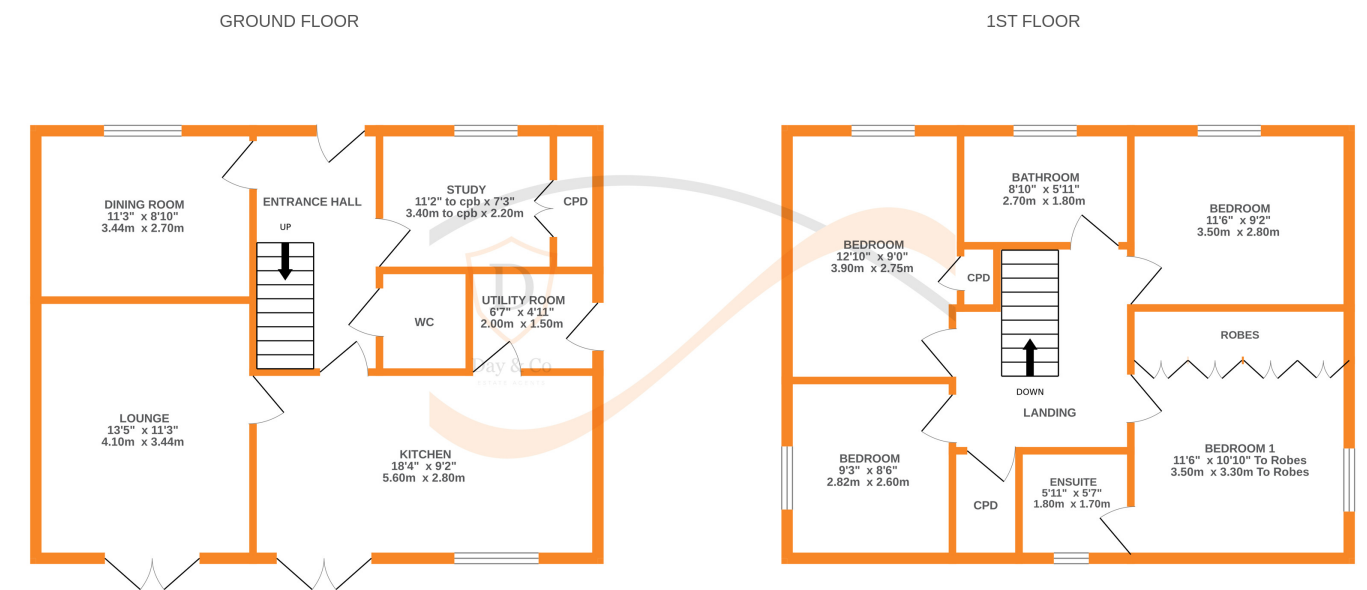 GROUND FLOOR
DINING ROOM
11'3" x 8'10"
3.44m x 2.70m
ENTRANCE HALL
UP
STUDY
11'2" to cpb x 7'3"
3.40m to cpb x 2.20m
CPD
WC
UTILITY ROOM
6'7" x 4'11"
2.00m x 1.50m
D
Day & Co
LOUNGE
13'5" x 11'3"
4.10m x 3.44m
KITCHEN
18'4" x 9'2"
5.60m x 2.80m
1ST FLOOR
BEDROOM
12'10" x 9'0"
3.90m x 2.75m
BATHROOM
8'10" x 5'11"
2.70m x 1.80m
BEDROOM
11'6" x 9'2"
3.50m x 2.80m
CPD
ROBES
DOWN
LANDING
BEDROOM
9'3" x 8'6"
2.82m x 2.60m
CPD
ENSUITE
5'11" x 5'7"
1.80m x 1.70m
BEDROOM 1
11'6" x 10'10" To Robes
3.50m x 3.30m To Robes